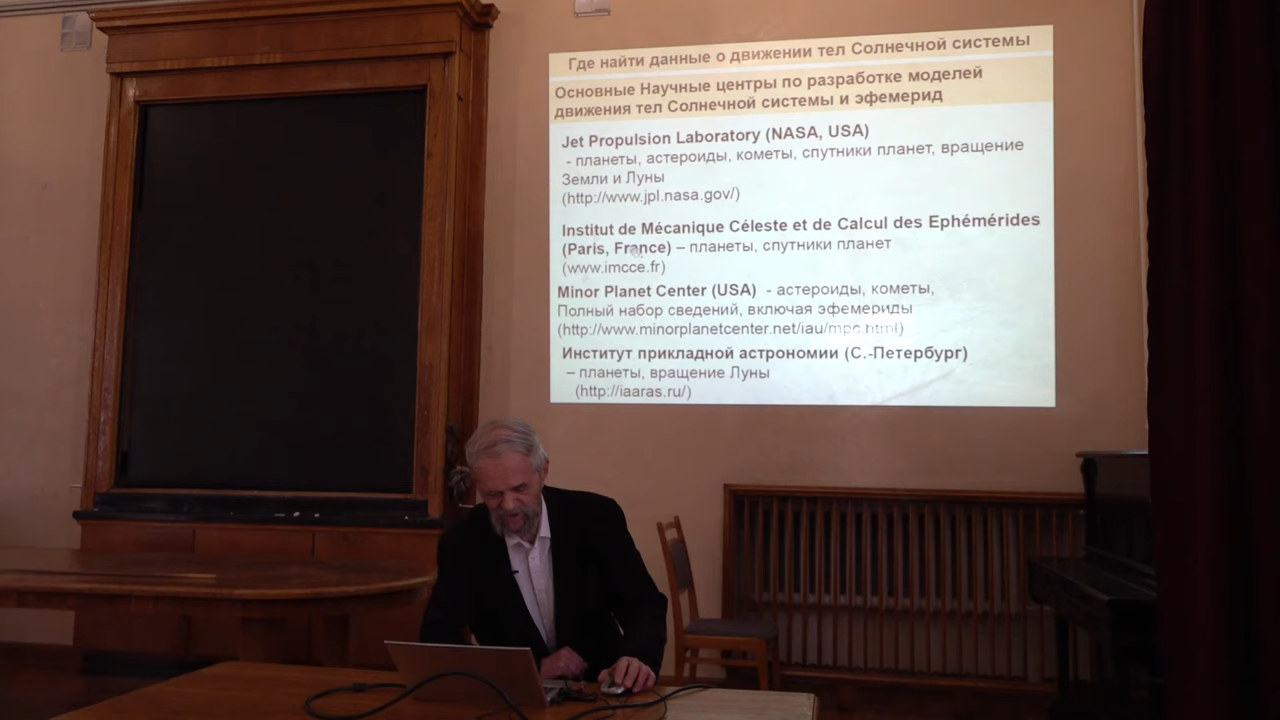 Где найти данные о движении тел Солнечной системы
Основные Научные центры по разработке моделей
движения тел Солнечной системы и эфемерид
Jet Propulsion Laboratory (NASA, USA)
- планеты, астероиды, кометы, спутники планет, вращение
Земли и Луны
(http://www.jpl.nasa.gov/)
Institut de Mécanique Céleste et de Calcul des Ephémérides
(Paris, France) – планеты, спутники планет
(www.imcce.fr)
Minor Planet Center (USA) - астероиды, кометы,
Полный набор сведений, включая эфемериды
(http://www.minorplanetcenter.net/iau/mpc.html)
Институт прикладной астрономии (С.-Петербург)
– планеты, вращение Луны
(http://iaaras.ru/)